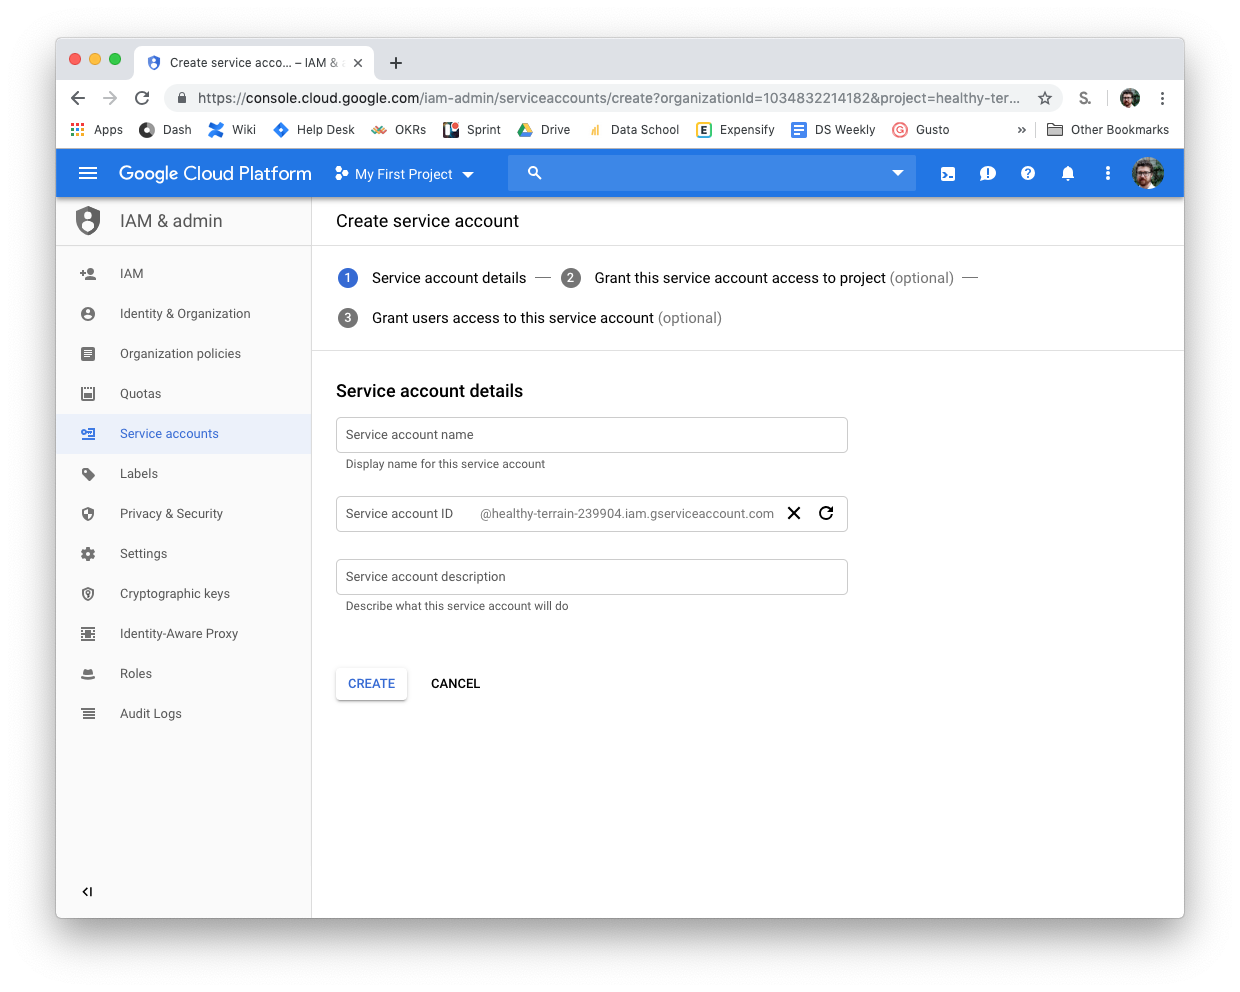 Create service acco... – IAM &
https://console.cloud.google.com/iam-admin/serviceaccounts/create?organizationId=1034832214182&project=healthy-ter...
S.
Apps Dash Wiki Help Desk OKRs Sprint Drive Data School Expensify DS Weekly Gusto » Other Bookmarks
Google Cloud Platform My First Project
IAM & admin
Create service account
1 Service account details — 2 Grant this service account access to project (optional) —
3 Grant users access to this service account (optional)
IAM
Identity & Organization
Organization policies
Quotas
Service accounts
Labels
Privacy & Security
Settings
Cryptographic keys
Identity-Aware Proxy
Roles
Audit Logs
Service account details
Service account name
Display name for this service account
Service account ID @healthy-terrain-239904.iam.gserviceaccount.com
Service account description
Describe what this service account will do
CREATE CANCEL